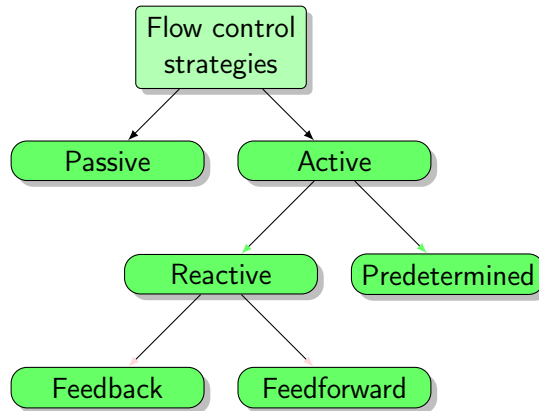 Flow control
strategies
Passive
Active
Reactive
Predetermined
Feedback
Feedforward